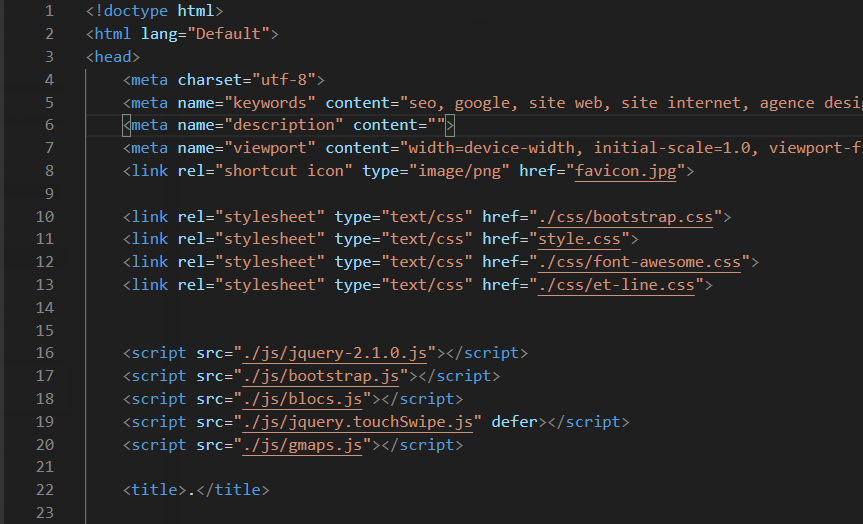 1 <!doctype html>
2 <html lang="Default">
3 <head>
4 <meta charset="utf-8">
5 <meta name="keywords" content="seo, google, site web, site internet, agence desi
6 <meta name="description" content="">
7 <meta name="viewport" content="width=device-width, initial-scale=1.0, viewport-f
8 <link rel="shortcut icon" type="image/png" href="favicon.jpg">
9
10 <link rel="stylesheet" type="text/css" href="./css/bootstrap.css">
11 <link rel="stylesheet" type="text/css" href="style.css">
12 <link rel="stylesheet" type="text/css" href="./css/font-awesome.css">
13 <link rel="stylesheet" type="text/css" href="./css/et-line.css">
14
15
16 <script src="./js/jquery-2.1.0.js"></script>
17 <script src="./js/bootstrap.js"></script>
18 <script src="./js/blocs.js"></script>
19 <script src="./js/jquery.touchSwipe.js" defer></script>
20 <script src="./js/gmaps.js"></script>
21
22 <title>.</title>
23